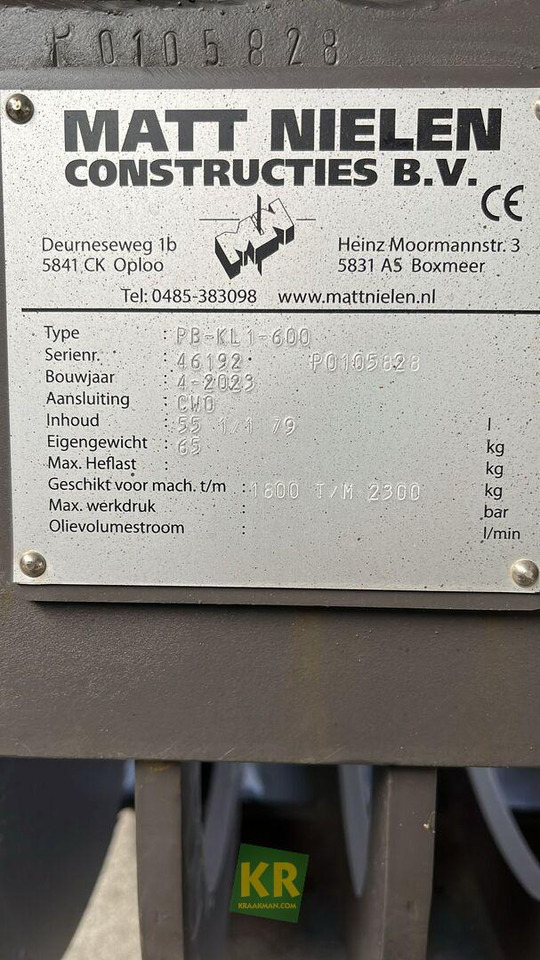 P0105828
MATT NIELEN
CONSTRUCTIES B.V.
CE
MN
Deurneseweg 1b
5841 CK Oploo
Heinz Moormannstr. 3
5831 AS Boxmeer
Tel: 0485-383098 www.mattnielen.nl
Type : PB-KL1-600
Serienr. : 46192 P0105828
Bouwjaar : 4-2023
Aansluiting : CW0
Inhoud : 55 1/1 79 l
Eigengewicht : 65 kg
Max. Heflast : kg
Geschikt voor mach. t/m : 1600 T/M 2300 kg
Max. werkdruk : bar
Olievolumestroom : l/min
KR
KRAAKMAN.COM